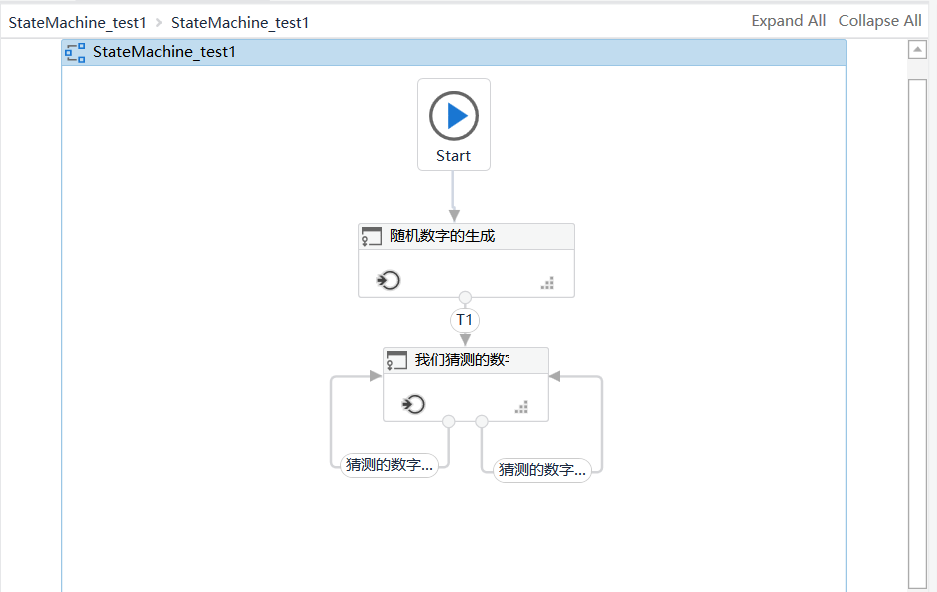 StateMachine_test1 > StateMachine_test1
Expand All Collapse All
StateMachine_test1
Start
随机数字的生成
T1
我们猜测的数
猜测的数字...
猜测的数字...